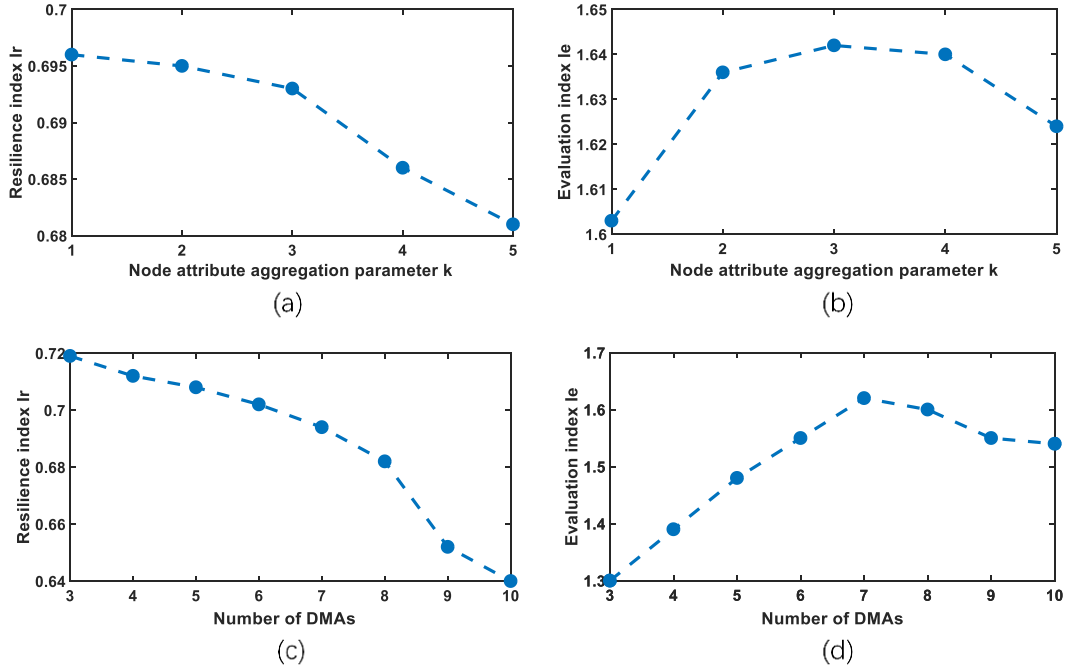 0.7
0.695
0.69
0.685
0.68
Resilience index Ir
1 2 3 4 5
Node attribute aggregation parameter k
(a)
1.65
1.64
1.63
1.62
1.61
1.6
Evaluation index Ie
1 2 3 4 5
Node attribute aggregation parameter k
(b)
0.72
0.7
0.68
0.66
0.64
Resilience index Ir
3 4 5 6 7 8 9 10
Number of DMAs
(c)
1.7
1.6
1.5
1.4
1.3
Evaluation index Ie
3 4 5 6 7 8 9 10
Number of DMAs
(d)